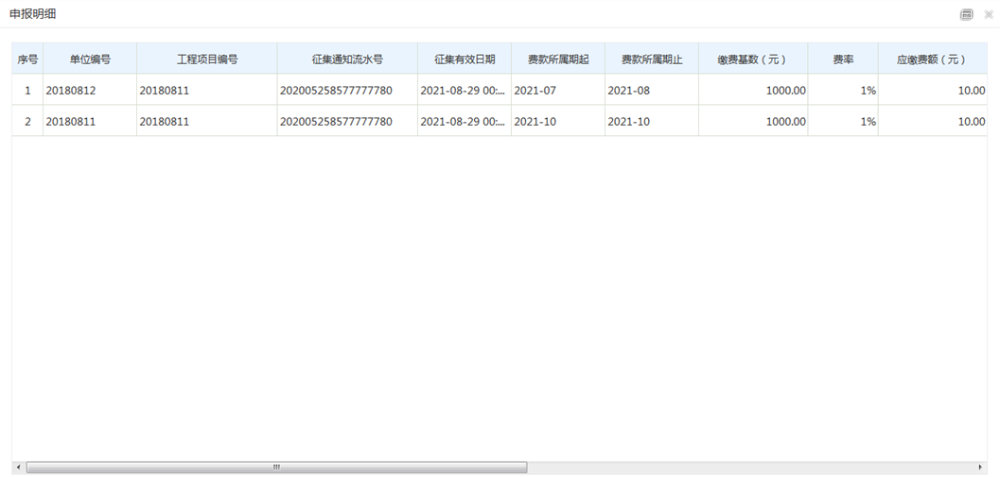 申报明细
序号 单位编号 工程项目编号 征集通知流水号 征集有效日期 费款所属期起 费款所属期止 缴费基数（元） 费率 应缴费额（元）
1 20180812 20180811 202005258577777780 2021-08-29 00:... 2021-07 2021-08 1000.00 1% 10.00
2 20180811 20180811 202005258577777780 2021-08-29 00:... 2021-10 2021-10 1000.00 1% 10.00